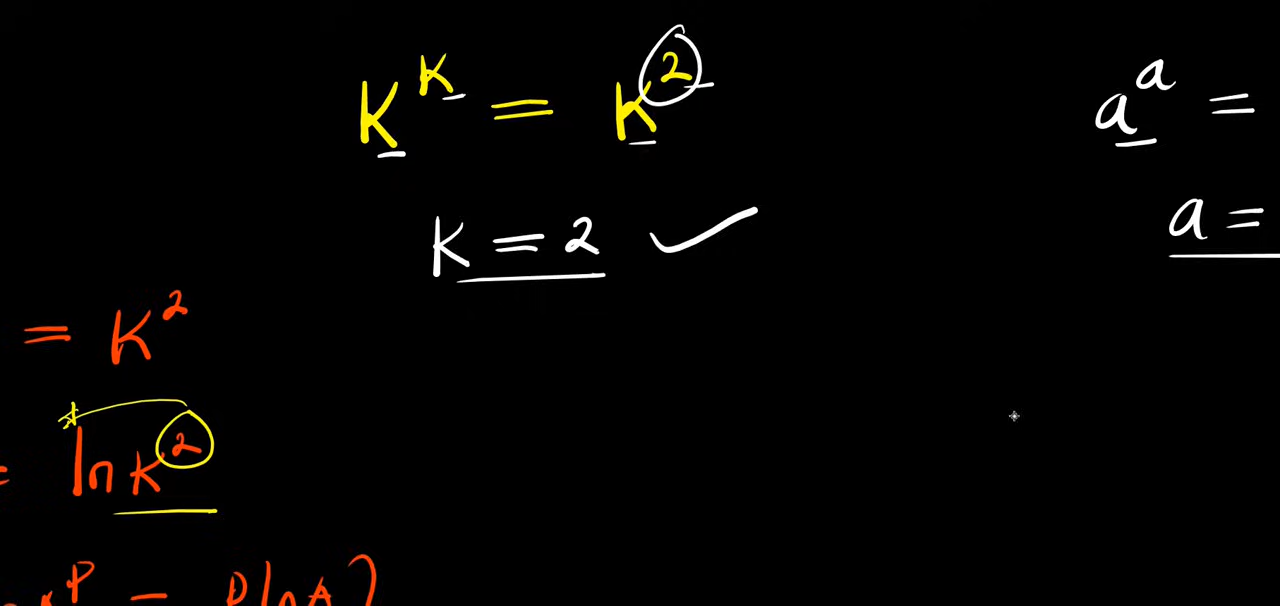 K^K = K^2
a^a =
K = 2 ✓
a =
= K^2
= ln K^2